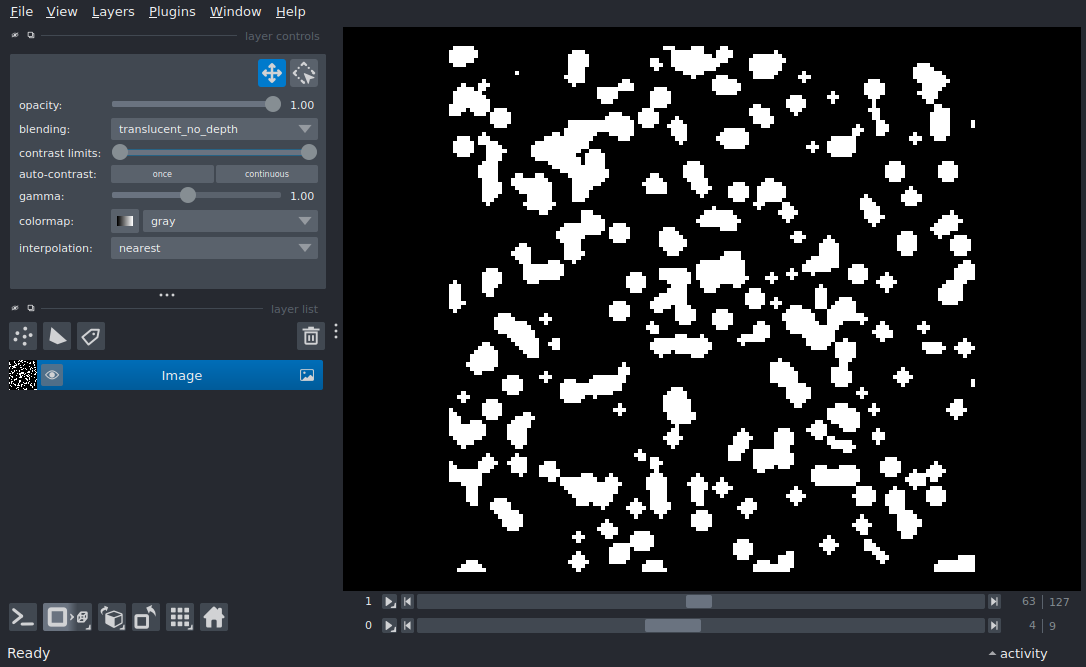 File View Layers Plugins Window Help
layer controls
opacity: 1.00
blending: translucent_no_depth
contrast limits:
auto-contrast: once continuous
gamma: 1.00
colormap: gray
interpolation: nearest
layer list
Image
1 63 127
0 4 9
Ready activity